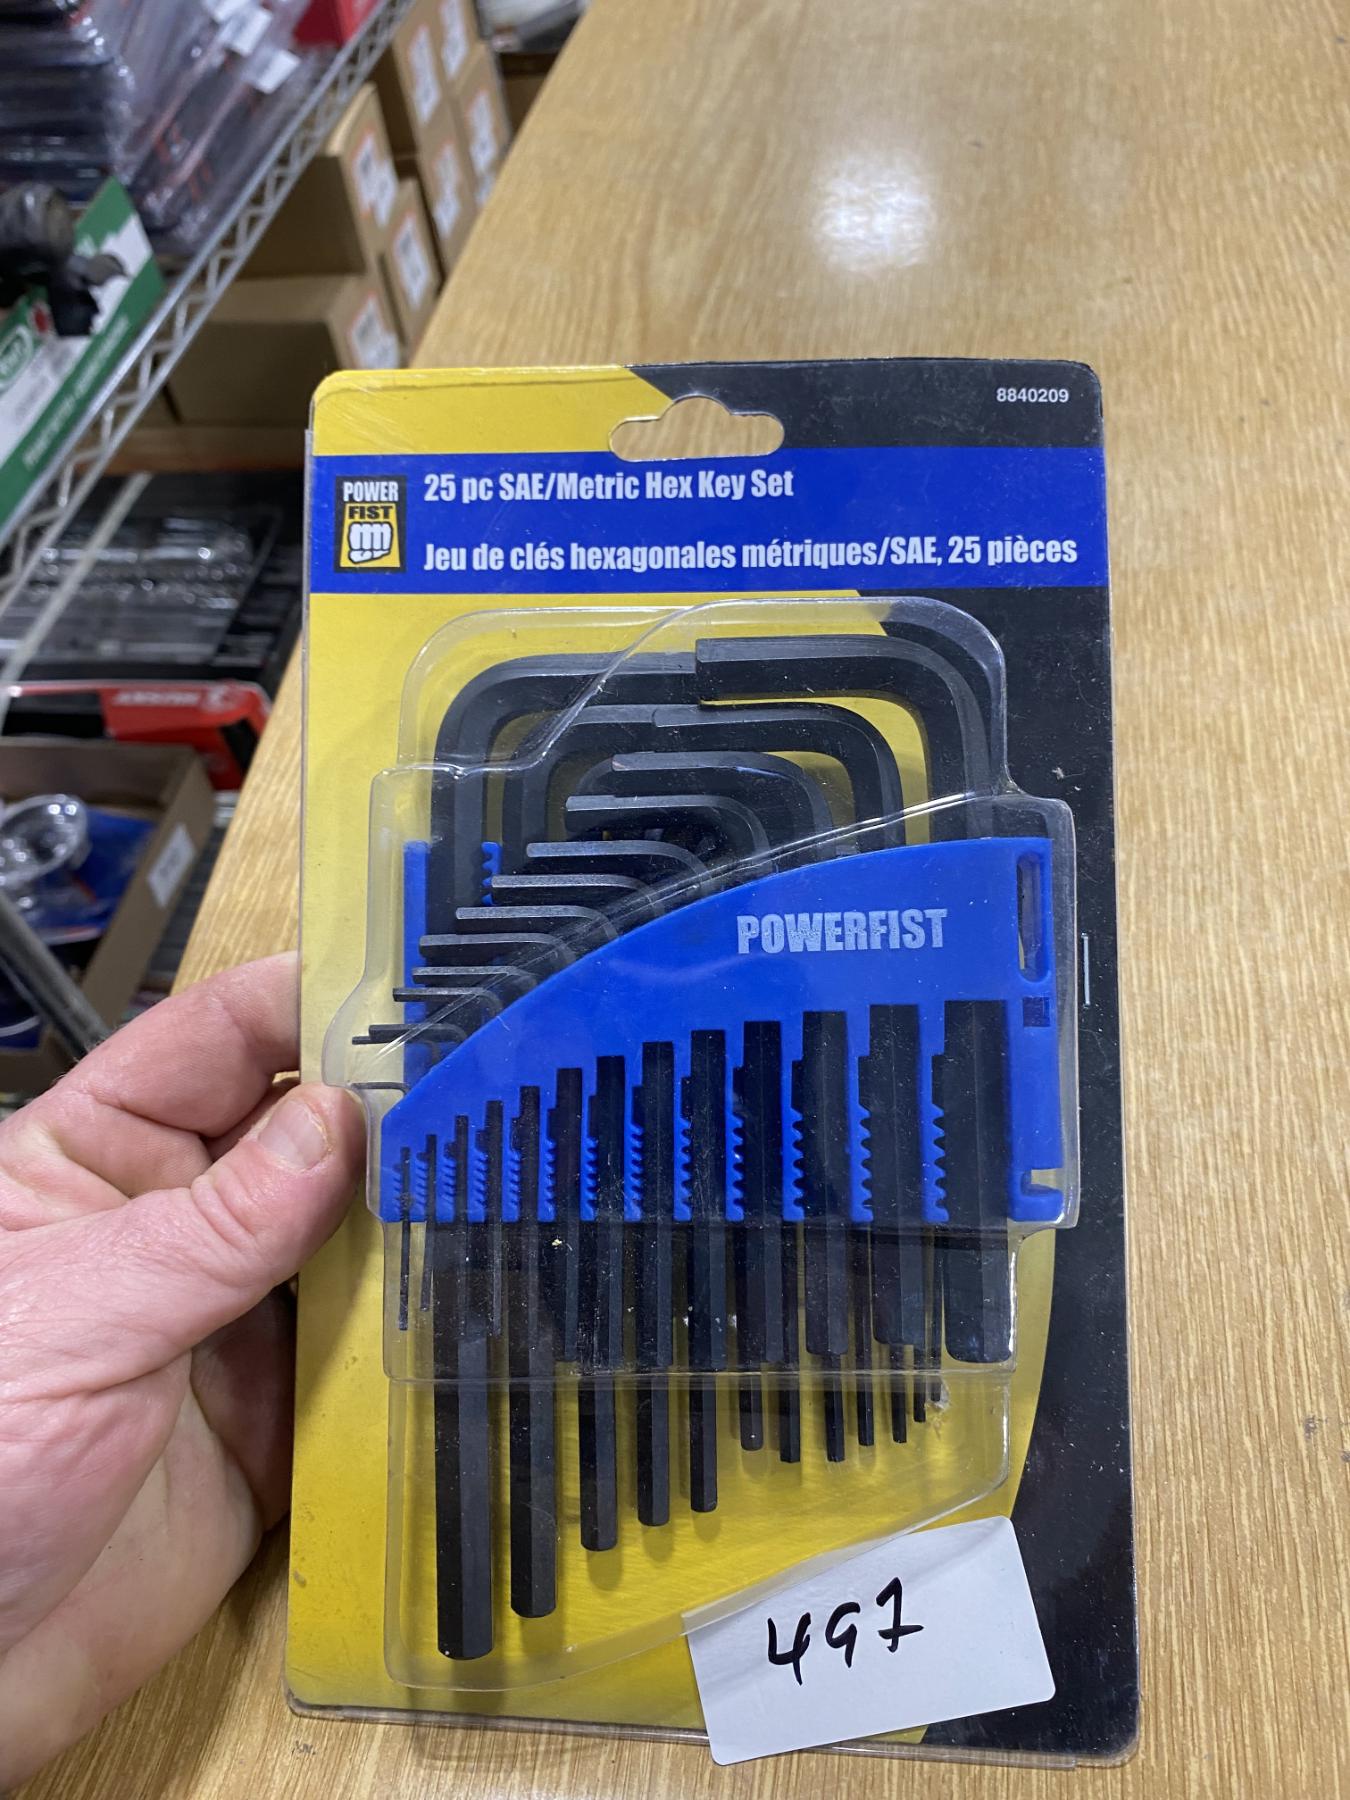 8840209
POWER
FIST
25 pc SAE/Metric Hex Key Set
Jeu de clés hexagonales métriques/SAE, 25 pièces
POWERFIST
497